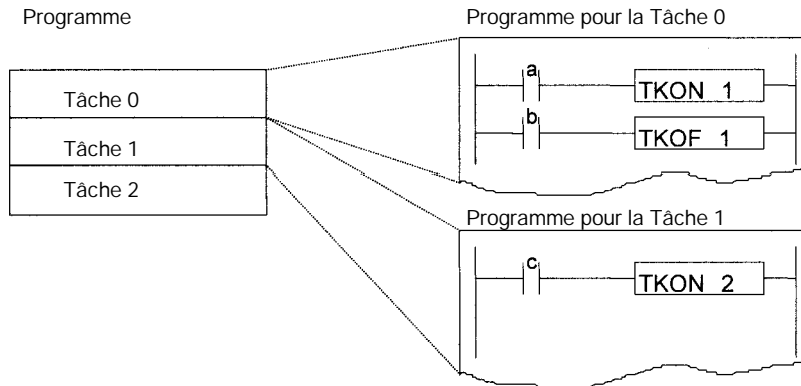 Programme
Tâche 0
Tâche 1
Tâche 2
Programme pour la Tâche 0
a
TKON 1
b
TKOF 1
Programme pour la Tâche 1
c
TKON 2